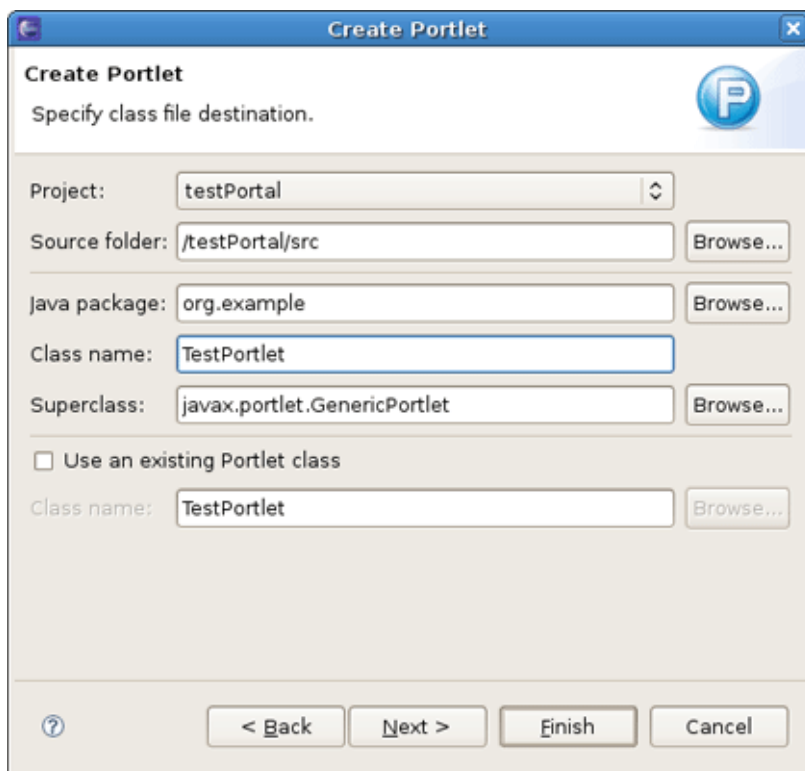 Create Portlet
Create Portlet
Specify class file destination.
Project: testPortal
Source folder: /testPortal/src Browse...
Java package: org.example Browse...
Class name: TestPortlet
Superclass: javax.portlet.GenericPortlet Browse...
Use an existing Portlet class
Class name: TestPortlet Browse...
? < Back Next > Finish Cancel